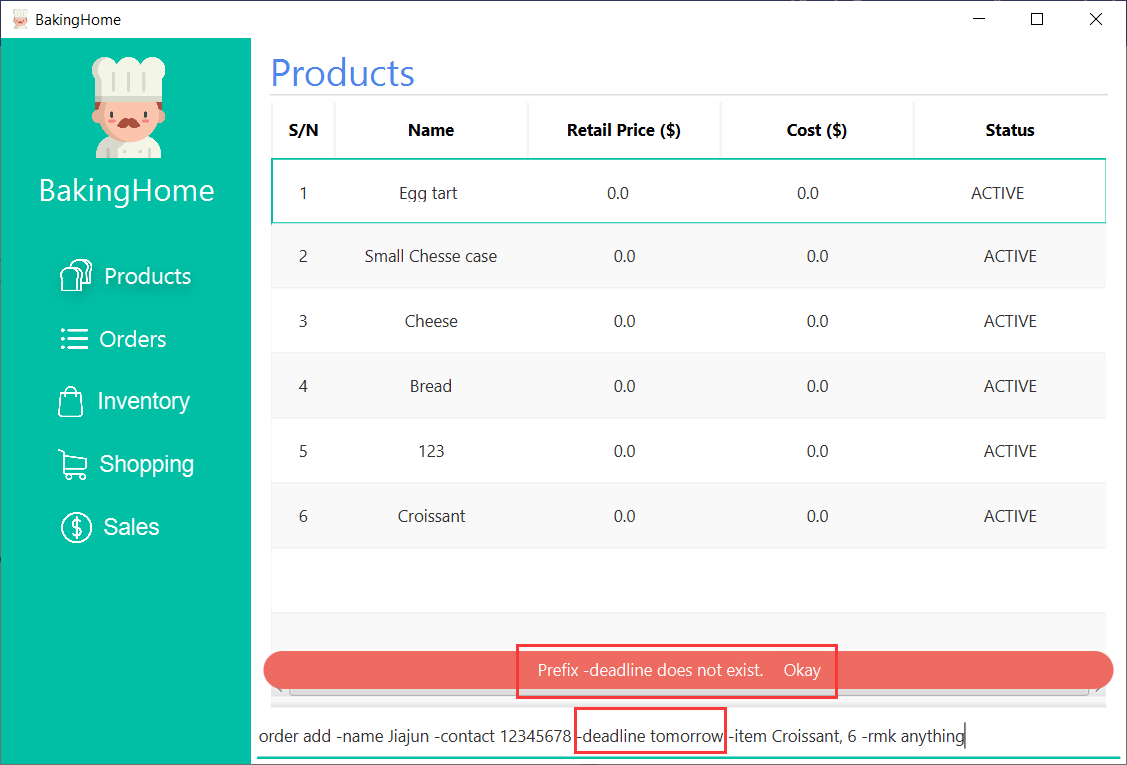 BakingHome
BakingHome
Products
Orders
Inventory
Shopping
Sales
Products
S/N Name Retail Price ($) Cost ($) Status
1 Egg tart 0.0 0.0 ACTIVE
2 Small Chesse case 0.0 0.0 ACTIVE
3 Cheese 0.0 0.0 ACTIVE
4 Bread 0.0 0.0 ACTIVE
5 123 0.0 0.0 ACTIVE
6 Croissant 0.0 0.0 ACTIVE
Prefix -deadline does not exist. Okay
order add -name Jiajun -contact 12345678 -deadline tomorrow -item Croissant, 6 -rmk anything